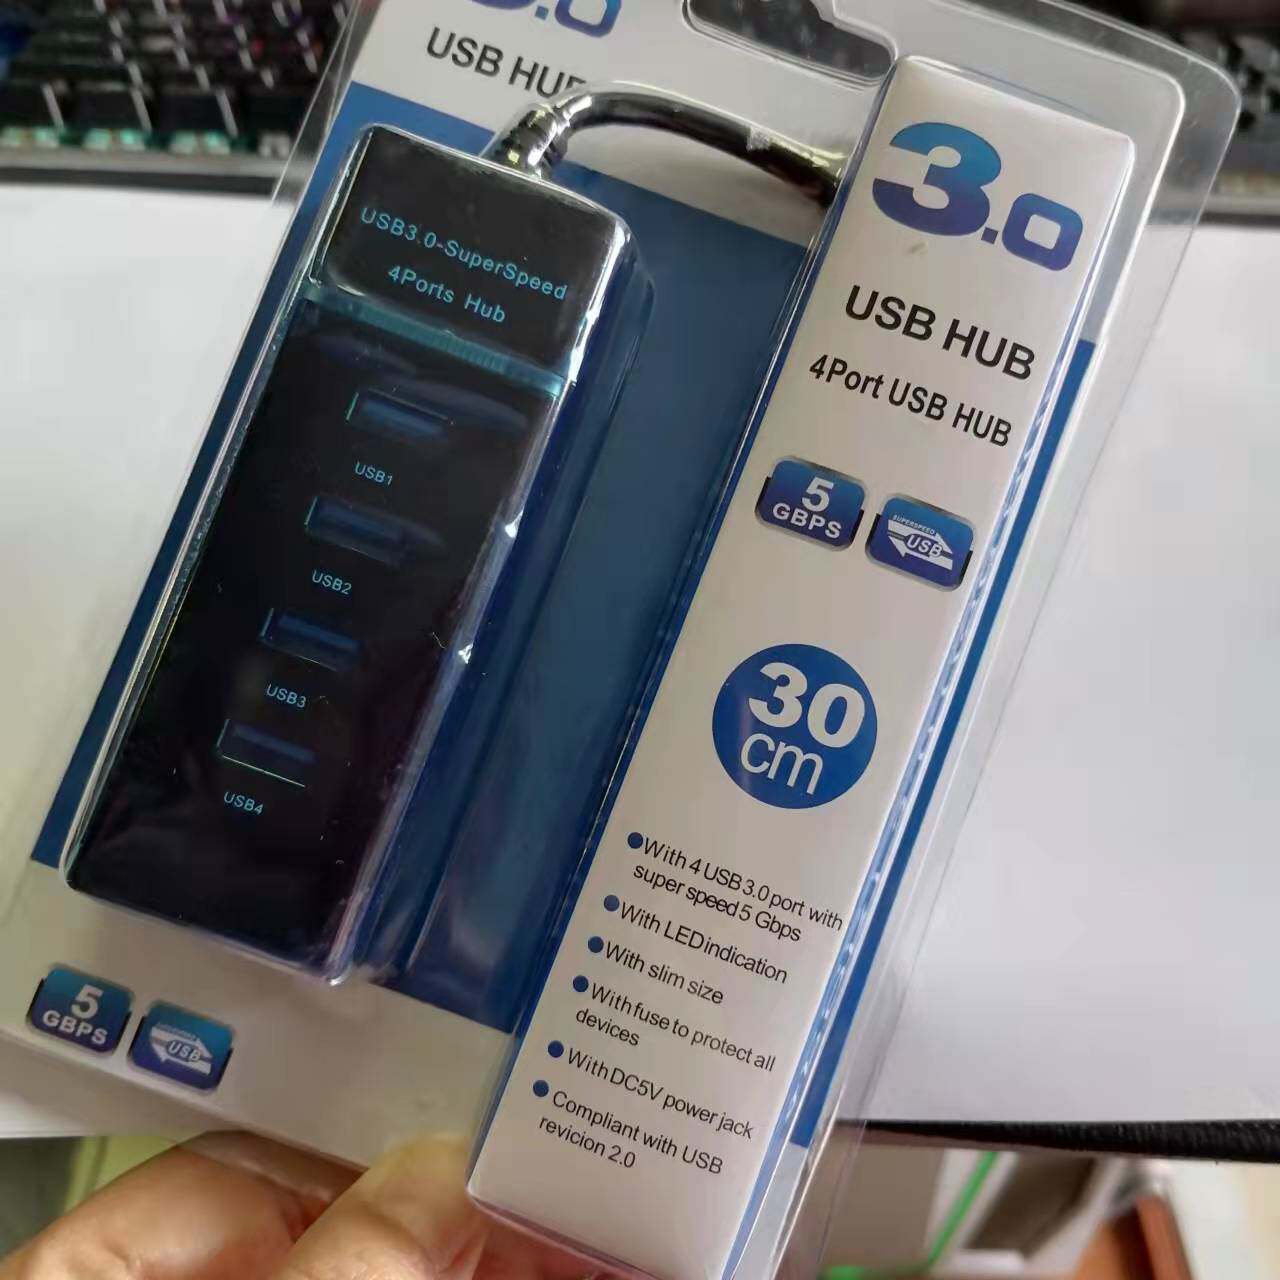 3.0
USB HUB
USB3.0-SuperSpeed
4Ports Hub
USB1
USB2
USB3
USB4
5
GBPS
SUPERSPEED
USB
3.0
USB HUB
4Port USB HUB
5
GBPS
SUPERSPEED
USB
30
cm
With 4 USB3.0 port with
super speed 5 Gbps
With LED indication
With slim size
With fuse to protect all
devices
With DC5V power jack
Compliant with USB
revicion 2.0